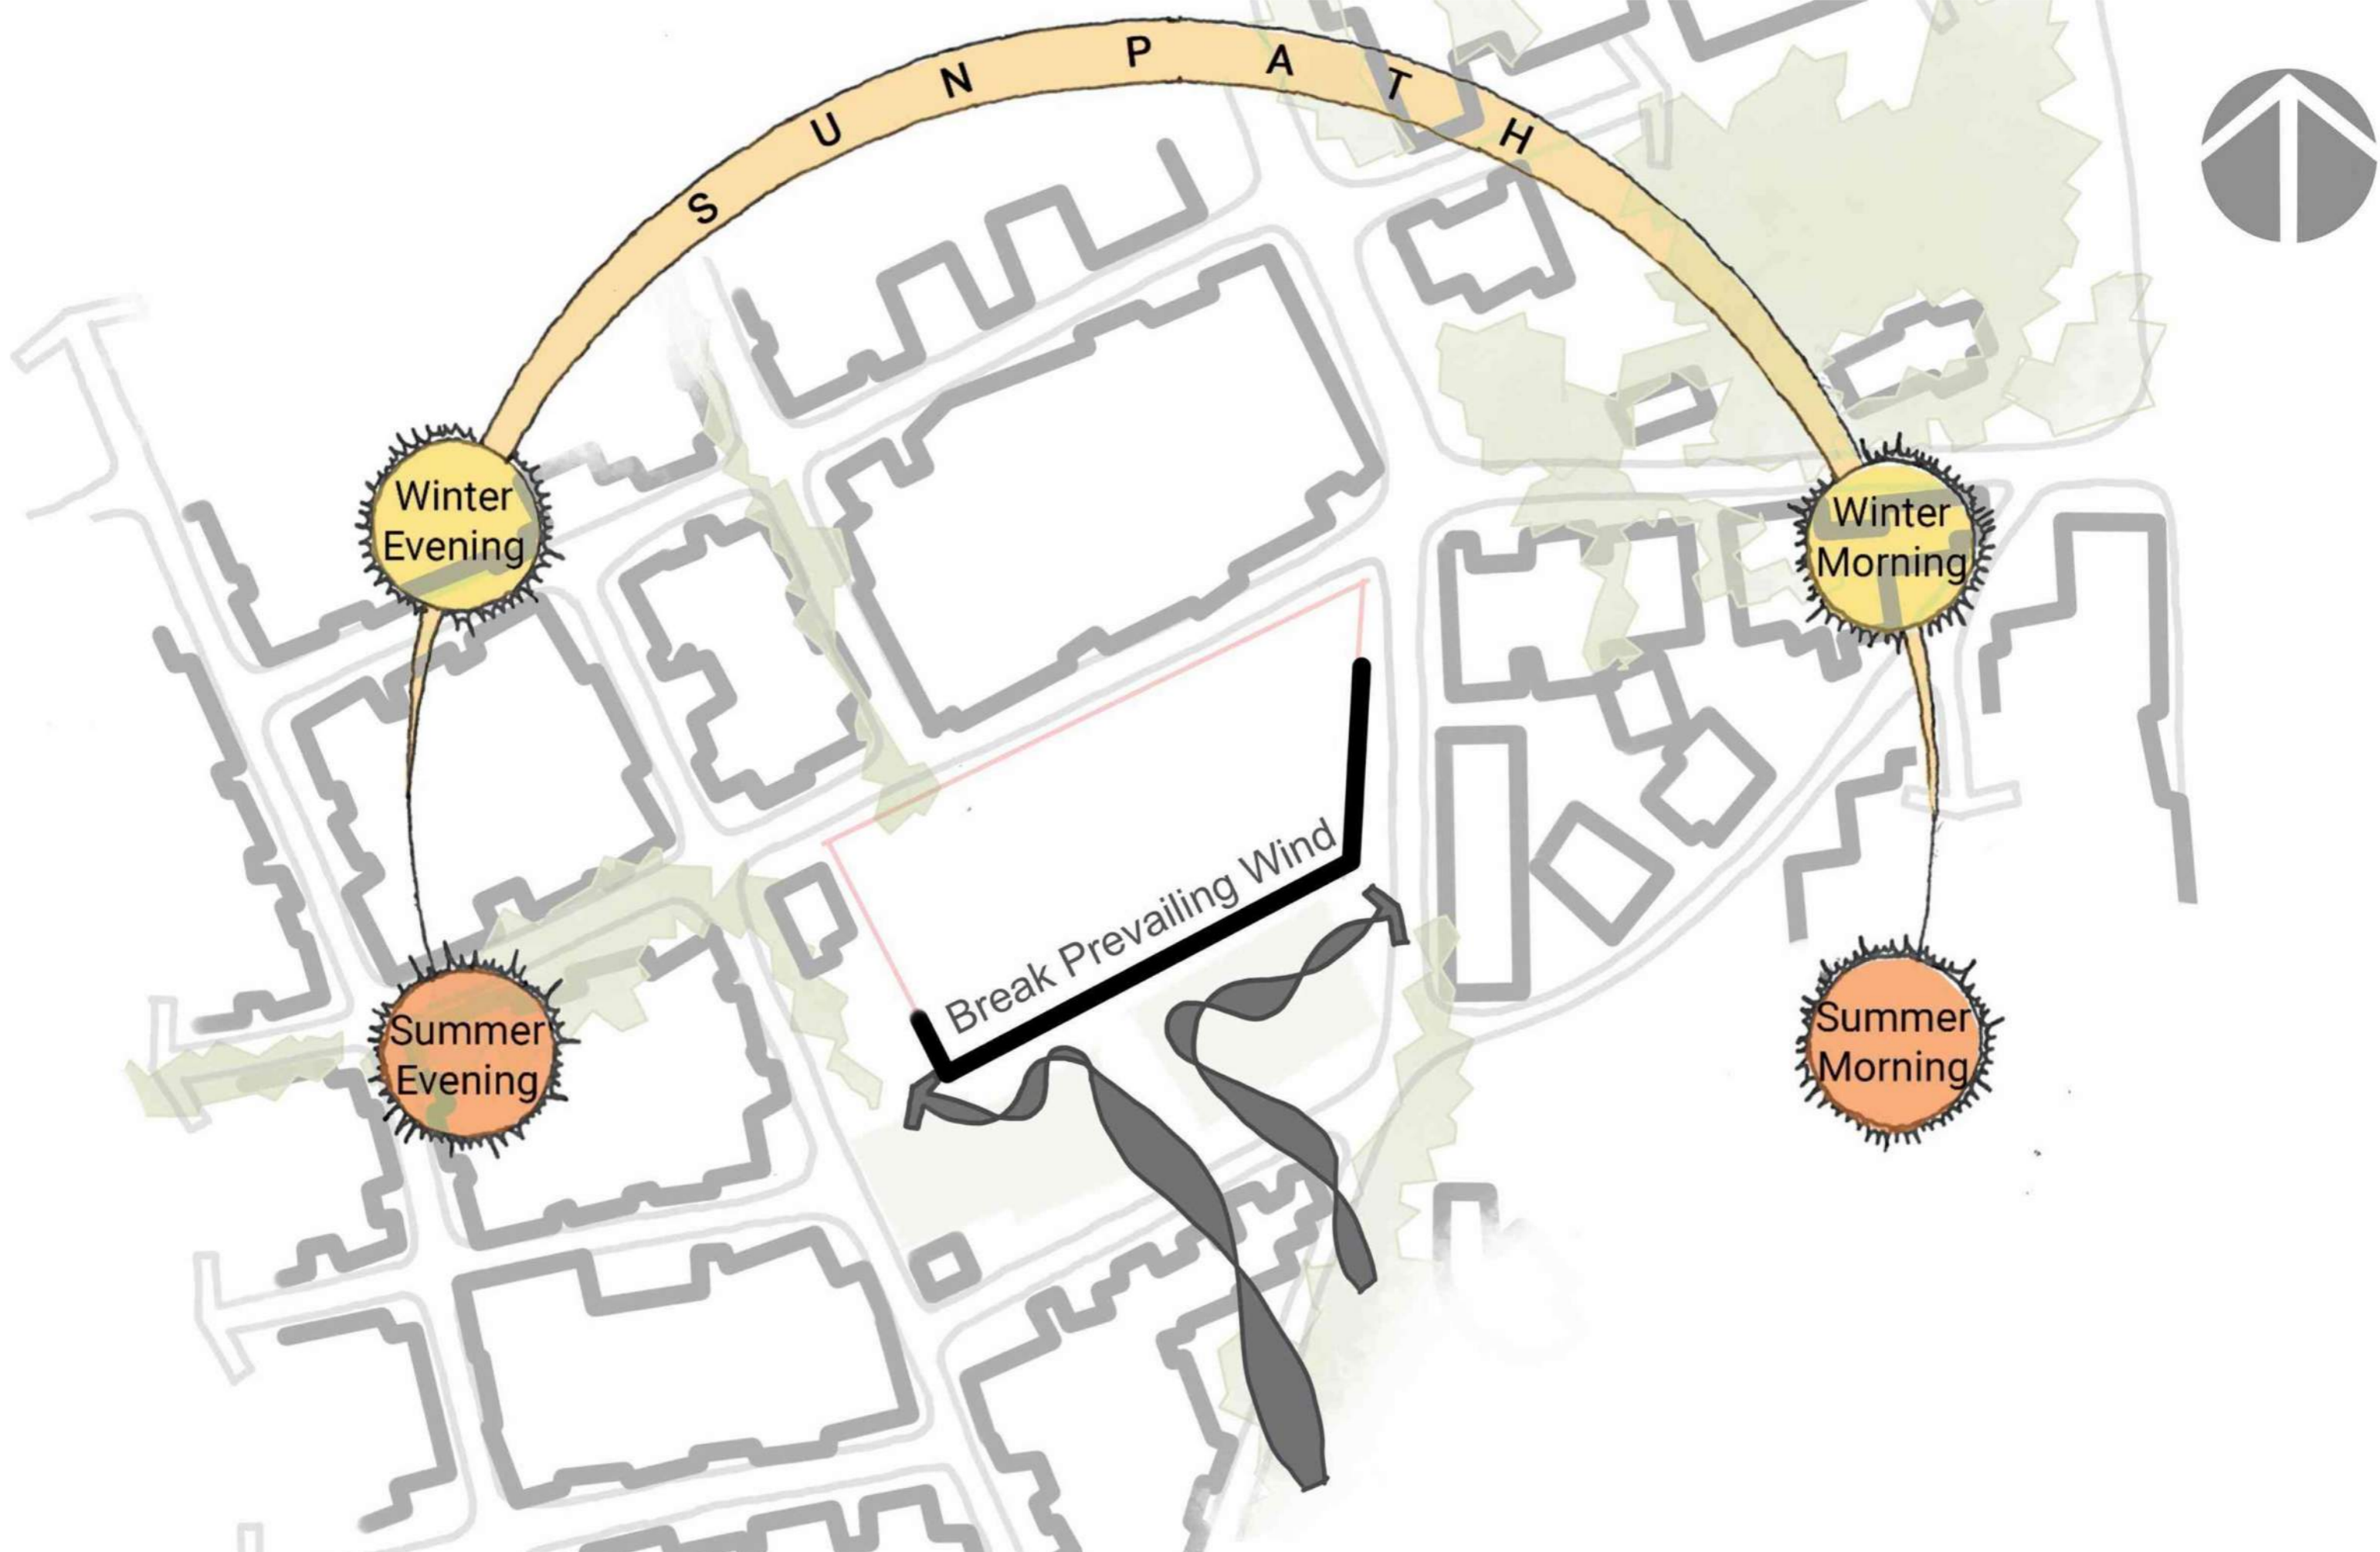 SUN PATH
Winter
Evening
Winter
Morning
Break Prevailing Wind
Summer
Evening
Summer
Morning